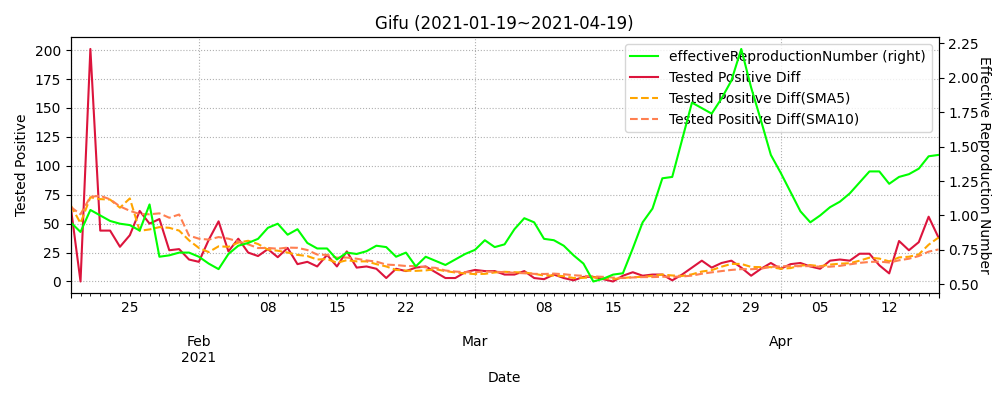 Gifu (2021-01-19~2021-04-19)
effectiveReproductionNumber (right)
Tested Positive Diff
Tested Positive Diff(SMA5)
Tested Positive Diff(SMA10)
Tested Positive
200
175
150
125
100
75
50
25
0
2.25
2.00
1.75
1.50
1.25
1.00
0.75
0.50
Effective Reproduction Number
25 08 15 22 08 15 22 29 05 12
Feb Mar Apr
2021
Date